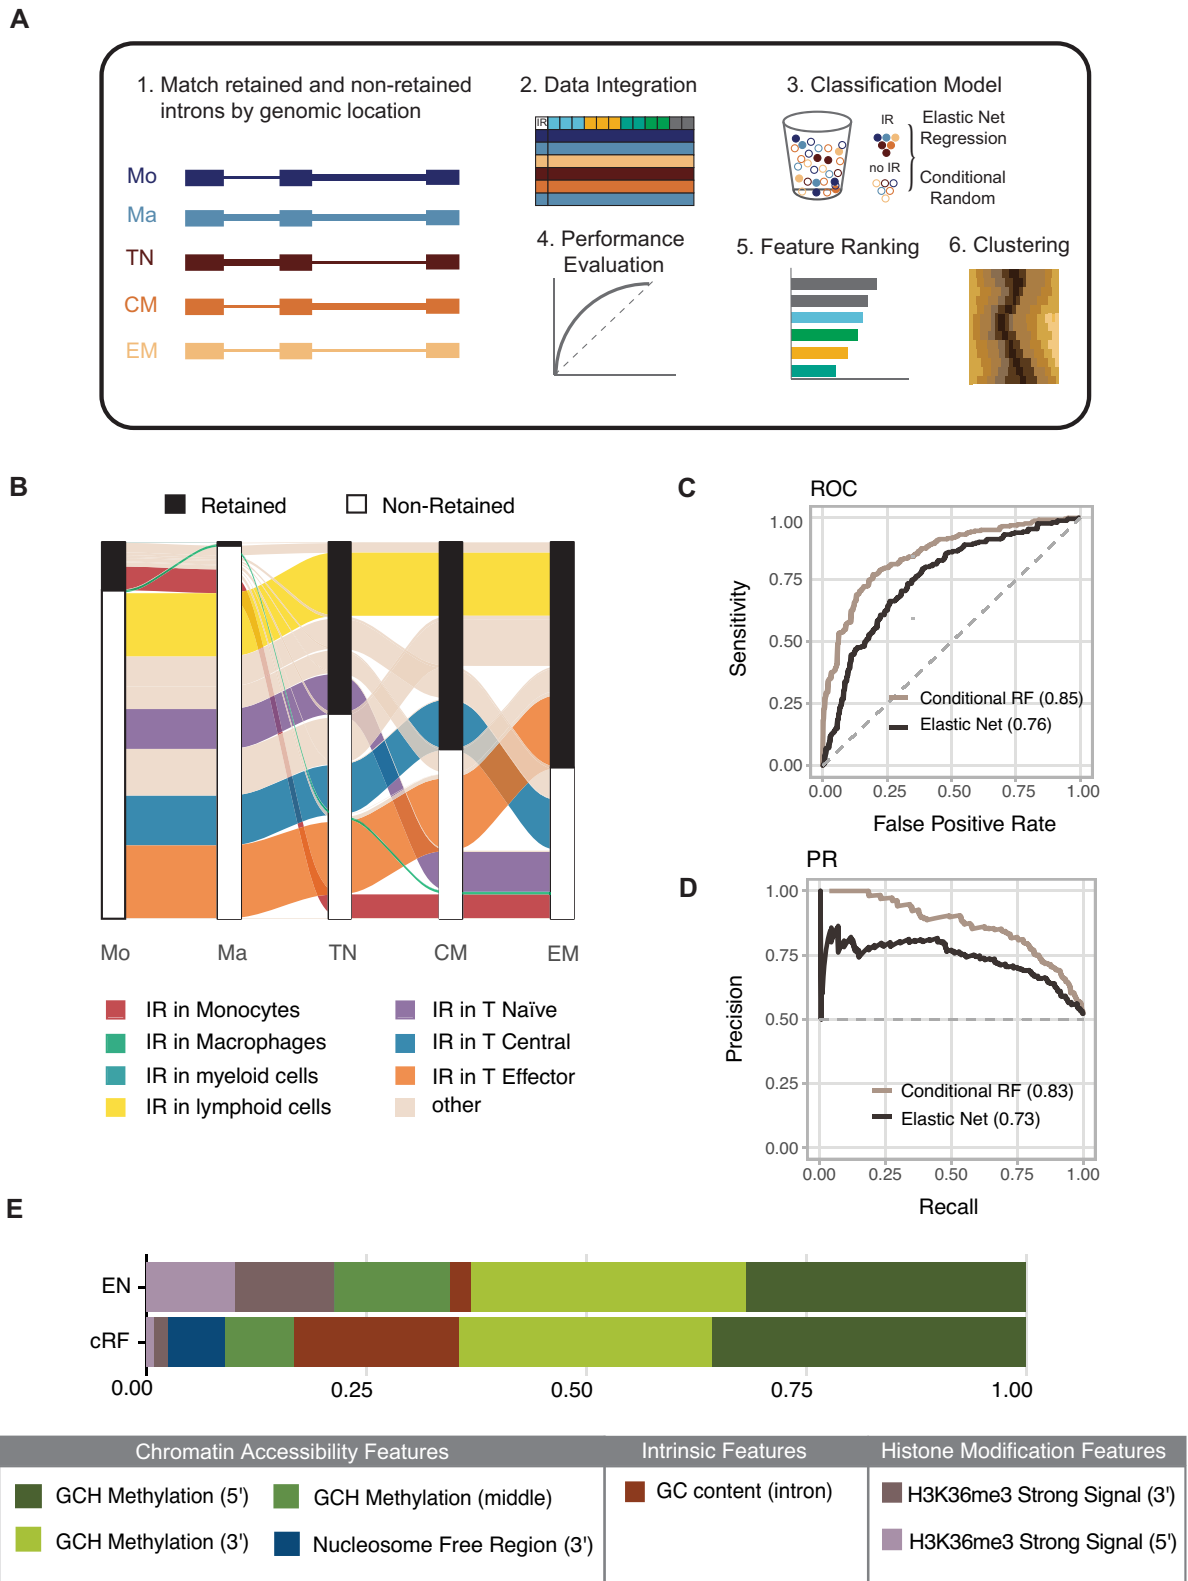 A
1. Match retained and non-retained
introns by genomic location
Mo
Ma
TN
CM
EM
2. Data Integration
IR
3. Classification Model
IR
no IR
Elastic Net
Regression
Conditional
Random
4. Performance
Evaluation
5. Feature Ranking
6. Clustering
B
Retained
Non-Retained
Mo
Ma
TN
CM
EM
IR in Monocytes
IR in Macrophages
IR in myeloid cells
IR in lymphoid cells
IR in T Naïve
IR in T Central
IR in T Effector
other
C
ROC
Sensitivity
1.00
0.75
0.50
0.25
0.00
Conditional RF (0.85)
Elastic Net (0.76)
0.00 0.25 0.50 0.75 1.00
False Positive Rate
D
PR
Precision
1.00
0.75
0.50
0.25
0.00
Conditional RF (0.83)
Elastic Net (0.73)
0.00 0.25 0.50 0.75 1.00
Recall
E
EN
cRF
0.00 0.25 0.50 0.75 1.00
Chromatin Accessibility Features
GCH Methylation (5')
GCH Methylation (middle)
GCH Methylation (3')
Nucleosome Free Region (3')
Intrinsic Features
GC content (intron)
Histone Modification Features
H3K36me3 Strong Signal (3')
H3K36me3 Strong Signal (5')